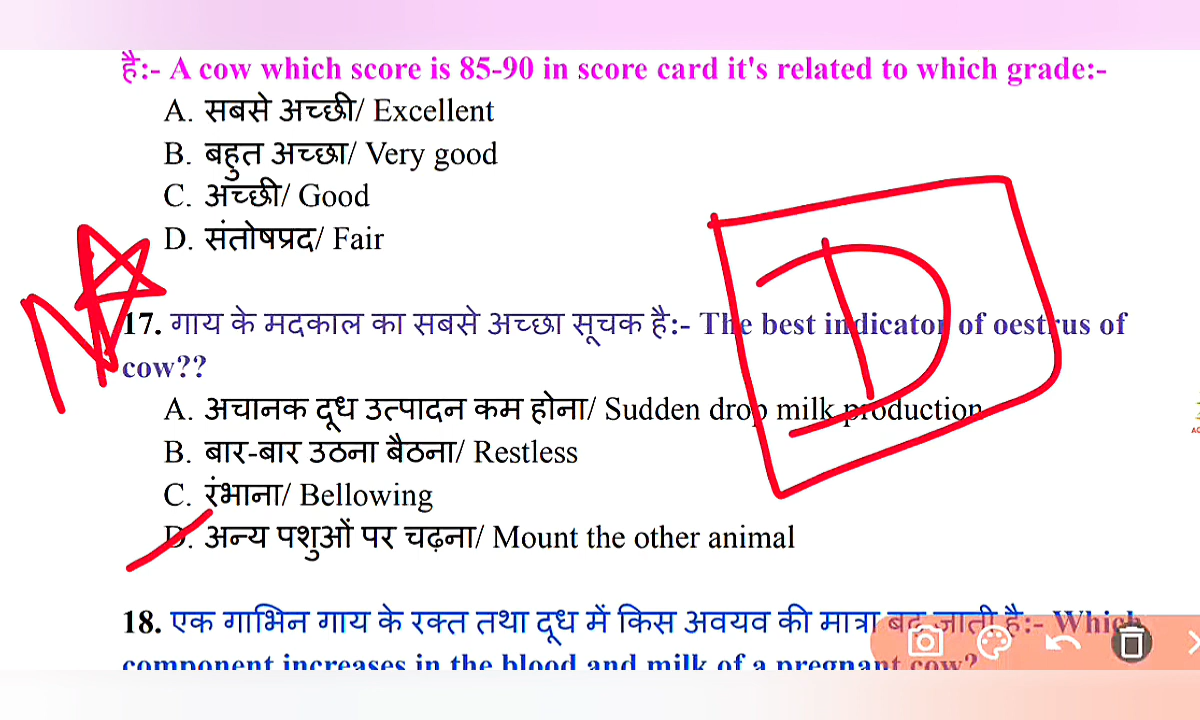 है:- A cow which score is 85-90 in score card it's related to which grade:-
A. सबसे अच्छी/ Excellent
B. बहुत अच्छा/ Very good
C. अच्छी/ Good
D. संतोषप्रद/ Fair
17. गाय के मदकाल का सबसे अच्छा सूचक है:- The best indicator of oestrus of
cow??
A. अचानक दूध उत्पादन कम होना/ Sudden drop milk production
B. बार-बार उठना बैठना/ Restless
C. रंभाना/ Bellowing
D. अन्य पशुओं पर चढ़ना/ Mount the other animal
D
18. एक गाभिन गाय के रक्त तथा दूध में किस अवयव की मात्रा बढ़ जाती है:- Which
component increases in the blood and milk of a pregnant cow?